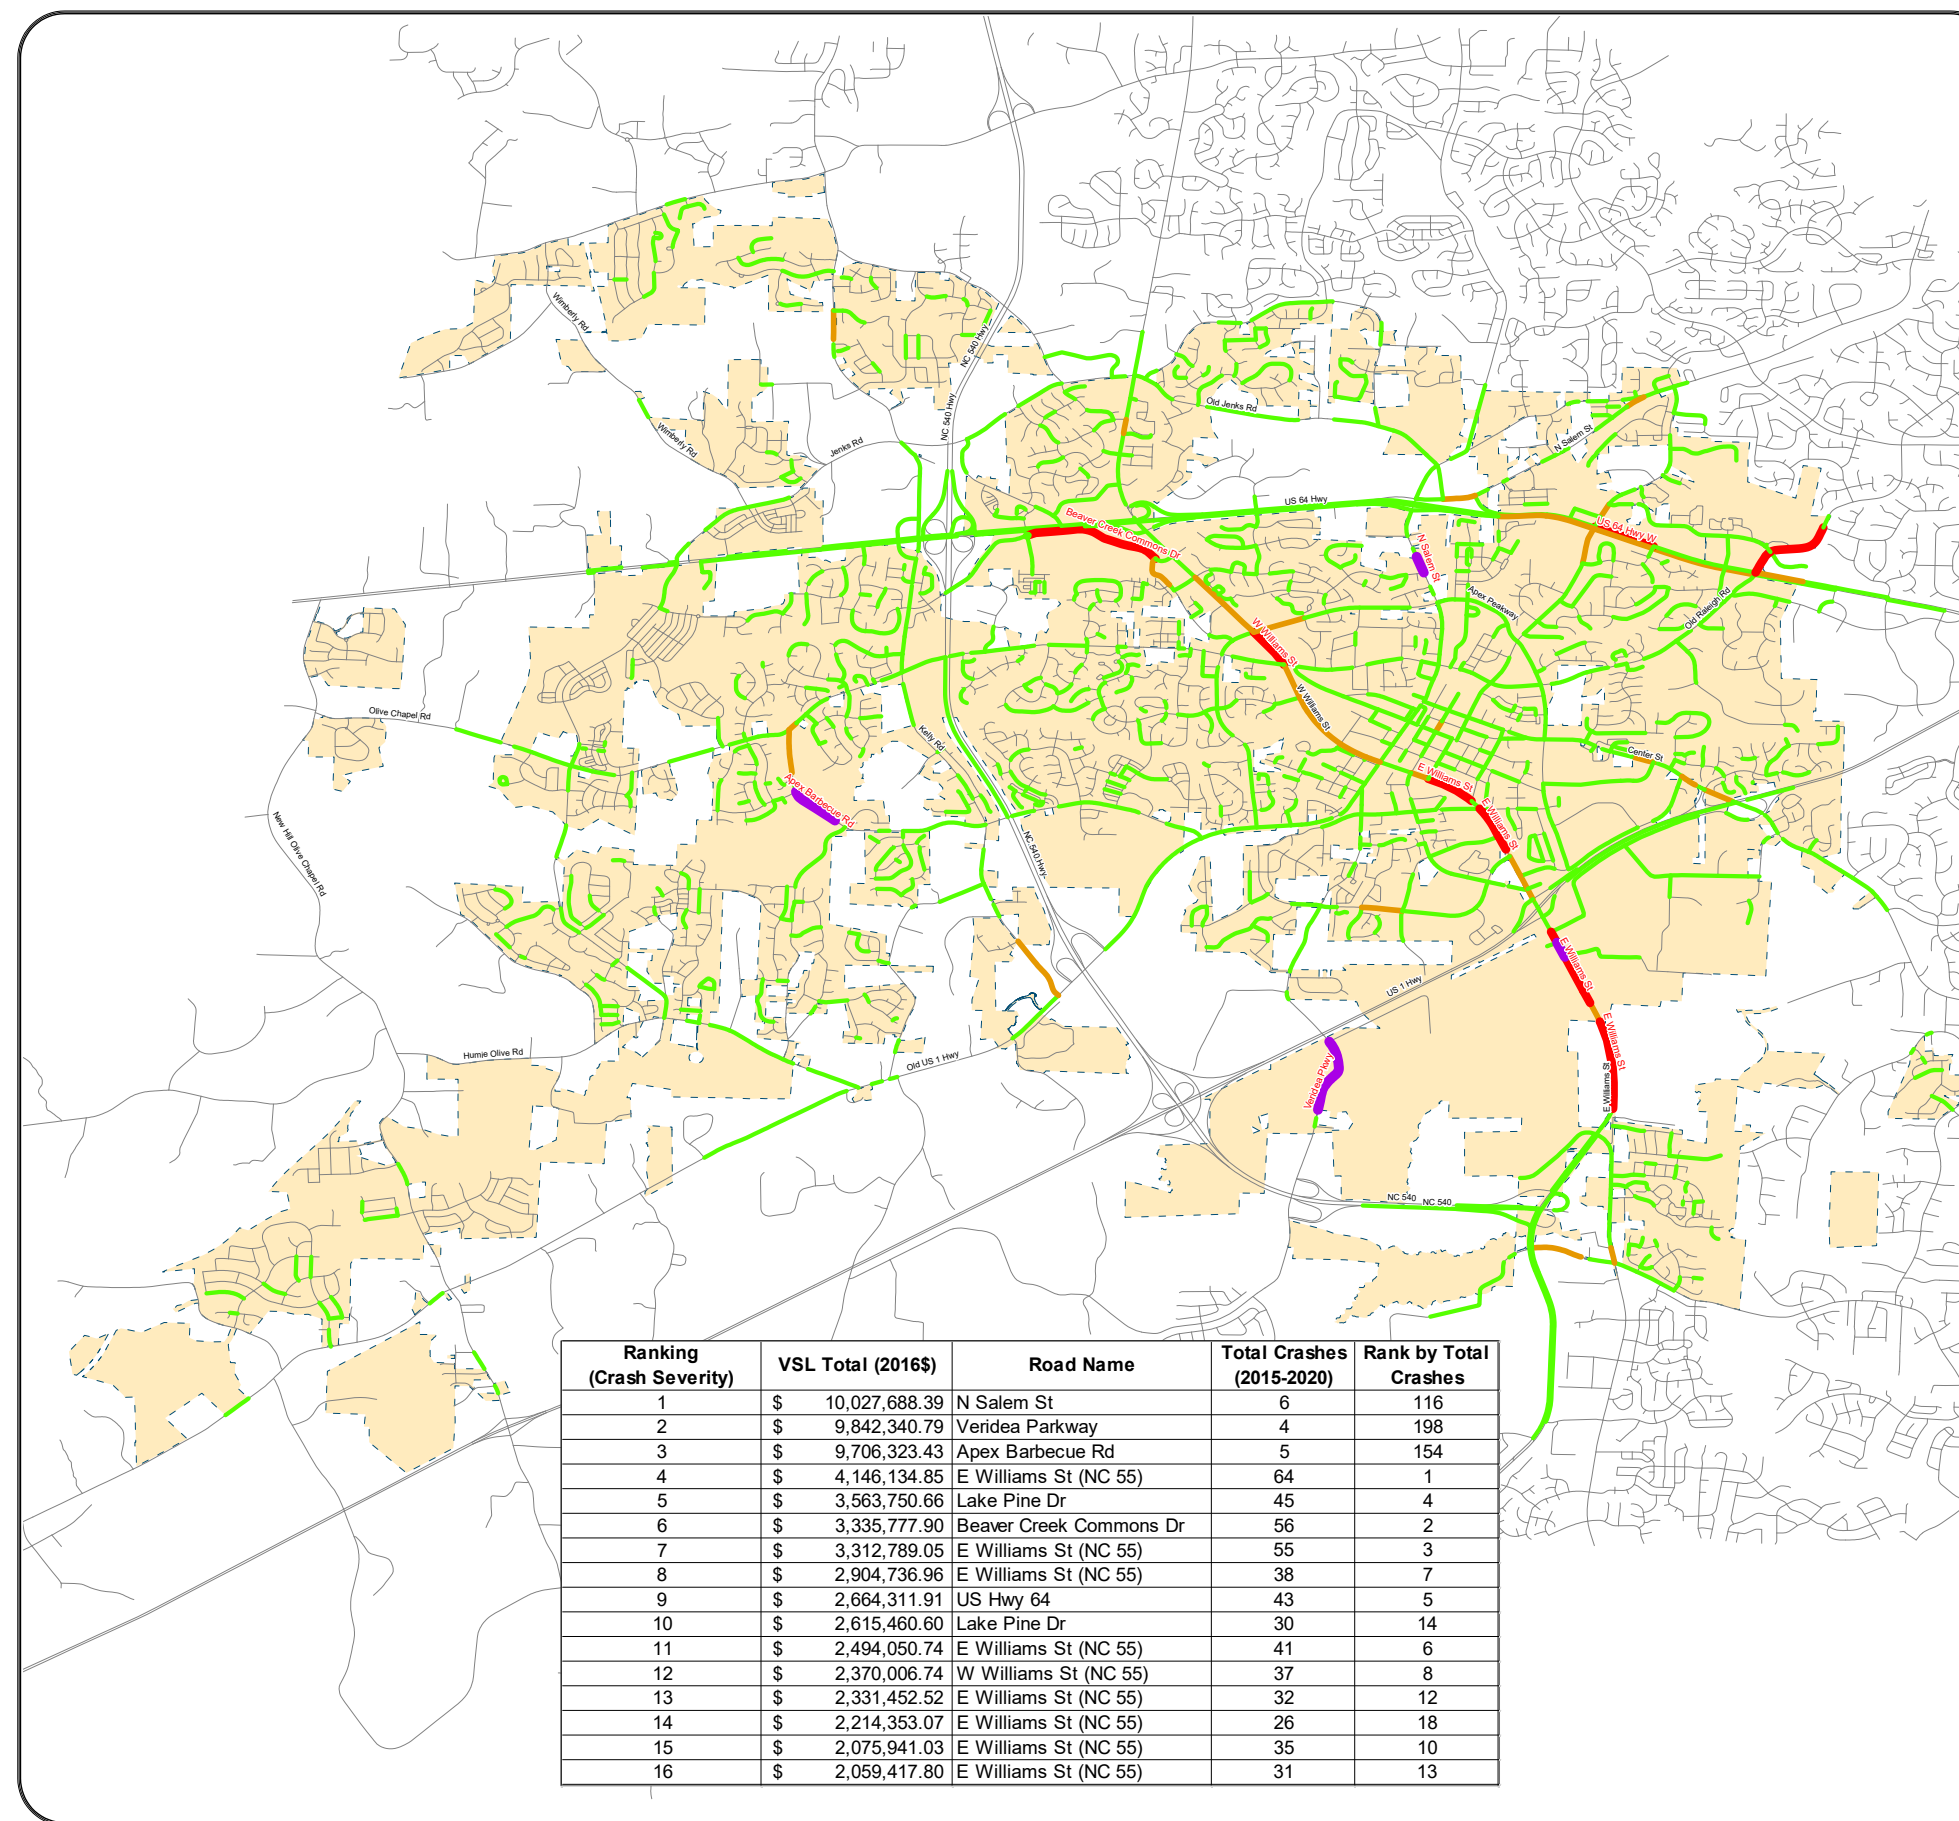 Wimberly Rd
NC 540 Hwy
NC 540 Hwy
Old Jenks Rd
Wimberly Rd
Jenks Rd
N Salem St
US 64 Hwy
Beaver Creek Commons Dr
US 64 Hwy W
N Salem St
Apex Peakway
Old Raleigh Rd
W Williams St
W Williams St
Olive Chapel Rd
Kelly Rd
Center St
E Williams St
Apex Barbecue Rd
E Williams St
New Hill Olive Chapel Rd
NC 540 Hwy
E Williams St
US 1 Hwy
E Williams St
Humie Olive Rd
Old US 1 Hwy
Veridea Pkwy
E Williams St
NC 540 NC 540
Ranking (Crash Severity) VSL Total (2016$) Road Name Total Crashes (2015-2020) Rank by Total Crashes
1 $ 10,027,688.39 N Salem St 6 116
2 $ 9,842,340.79 Veridea Parkway 4 198
3 $ 9,706,323.43 Apex Barbecue Rd 5 154
4 $ 4,146,134.85 E Williams St (NC 55) 64 1
5 $ 3,563,750.66 Lake Pine Dr 45 4
6 $ 3,335,777.90 Beaver Creek Commons Dr 56 2
7 $ 3,312,789.05 E Williams St (NC 55) 55 3
8 $ 2,904,736.96 E Williams St (NC 55) 38 7
9 $ 2,664,311.91 US Hwy 64 43 5
10 $ 2,615,460.60 Lake Pine Dr 30 14
11 $ 2,494,050.74 E Williams St (NC 55) 41 6
12 $ 2,370,006.74 W Williams St (NC 55) 37 8
13 $ 2,331,452.52 E Williams St (NC 55) 32 12
14 $ 2,214,353.07 E Williams St (NC 55) 26 18
15 $ 2,075,941.03 E Williams St (NC 55) 35 10
16 $ 2,059,417.80 E Williams St (NC 55) 31 13